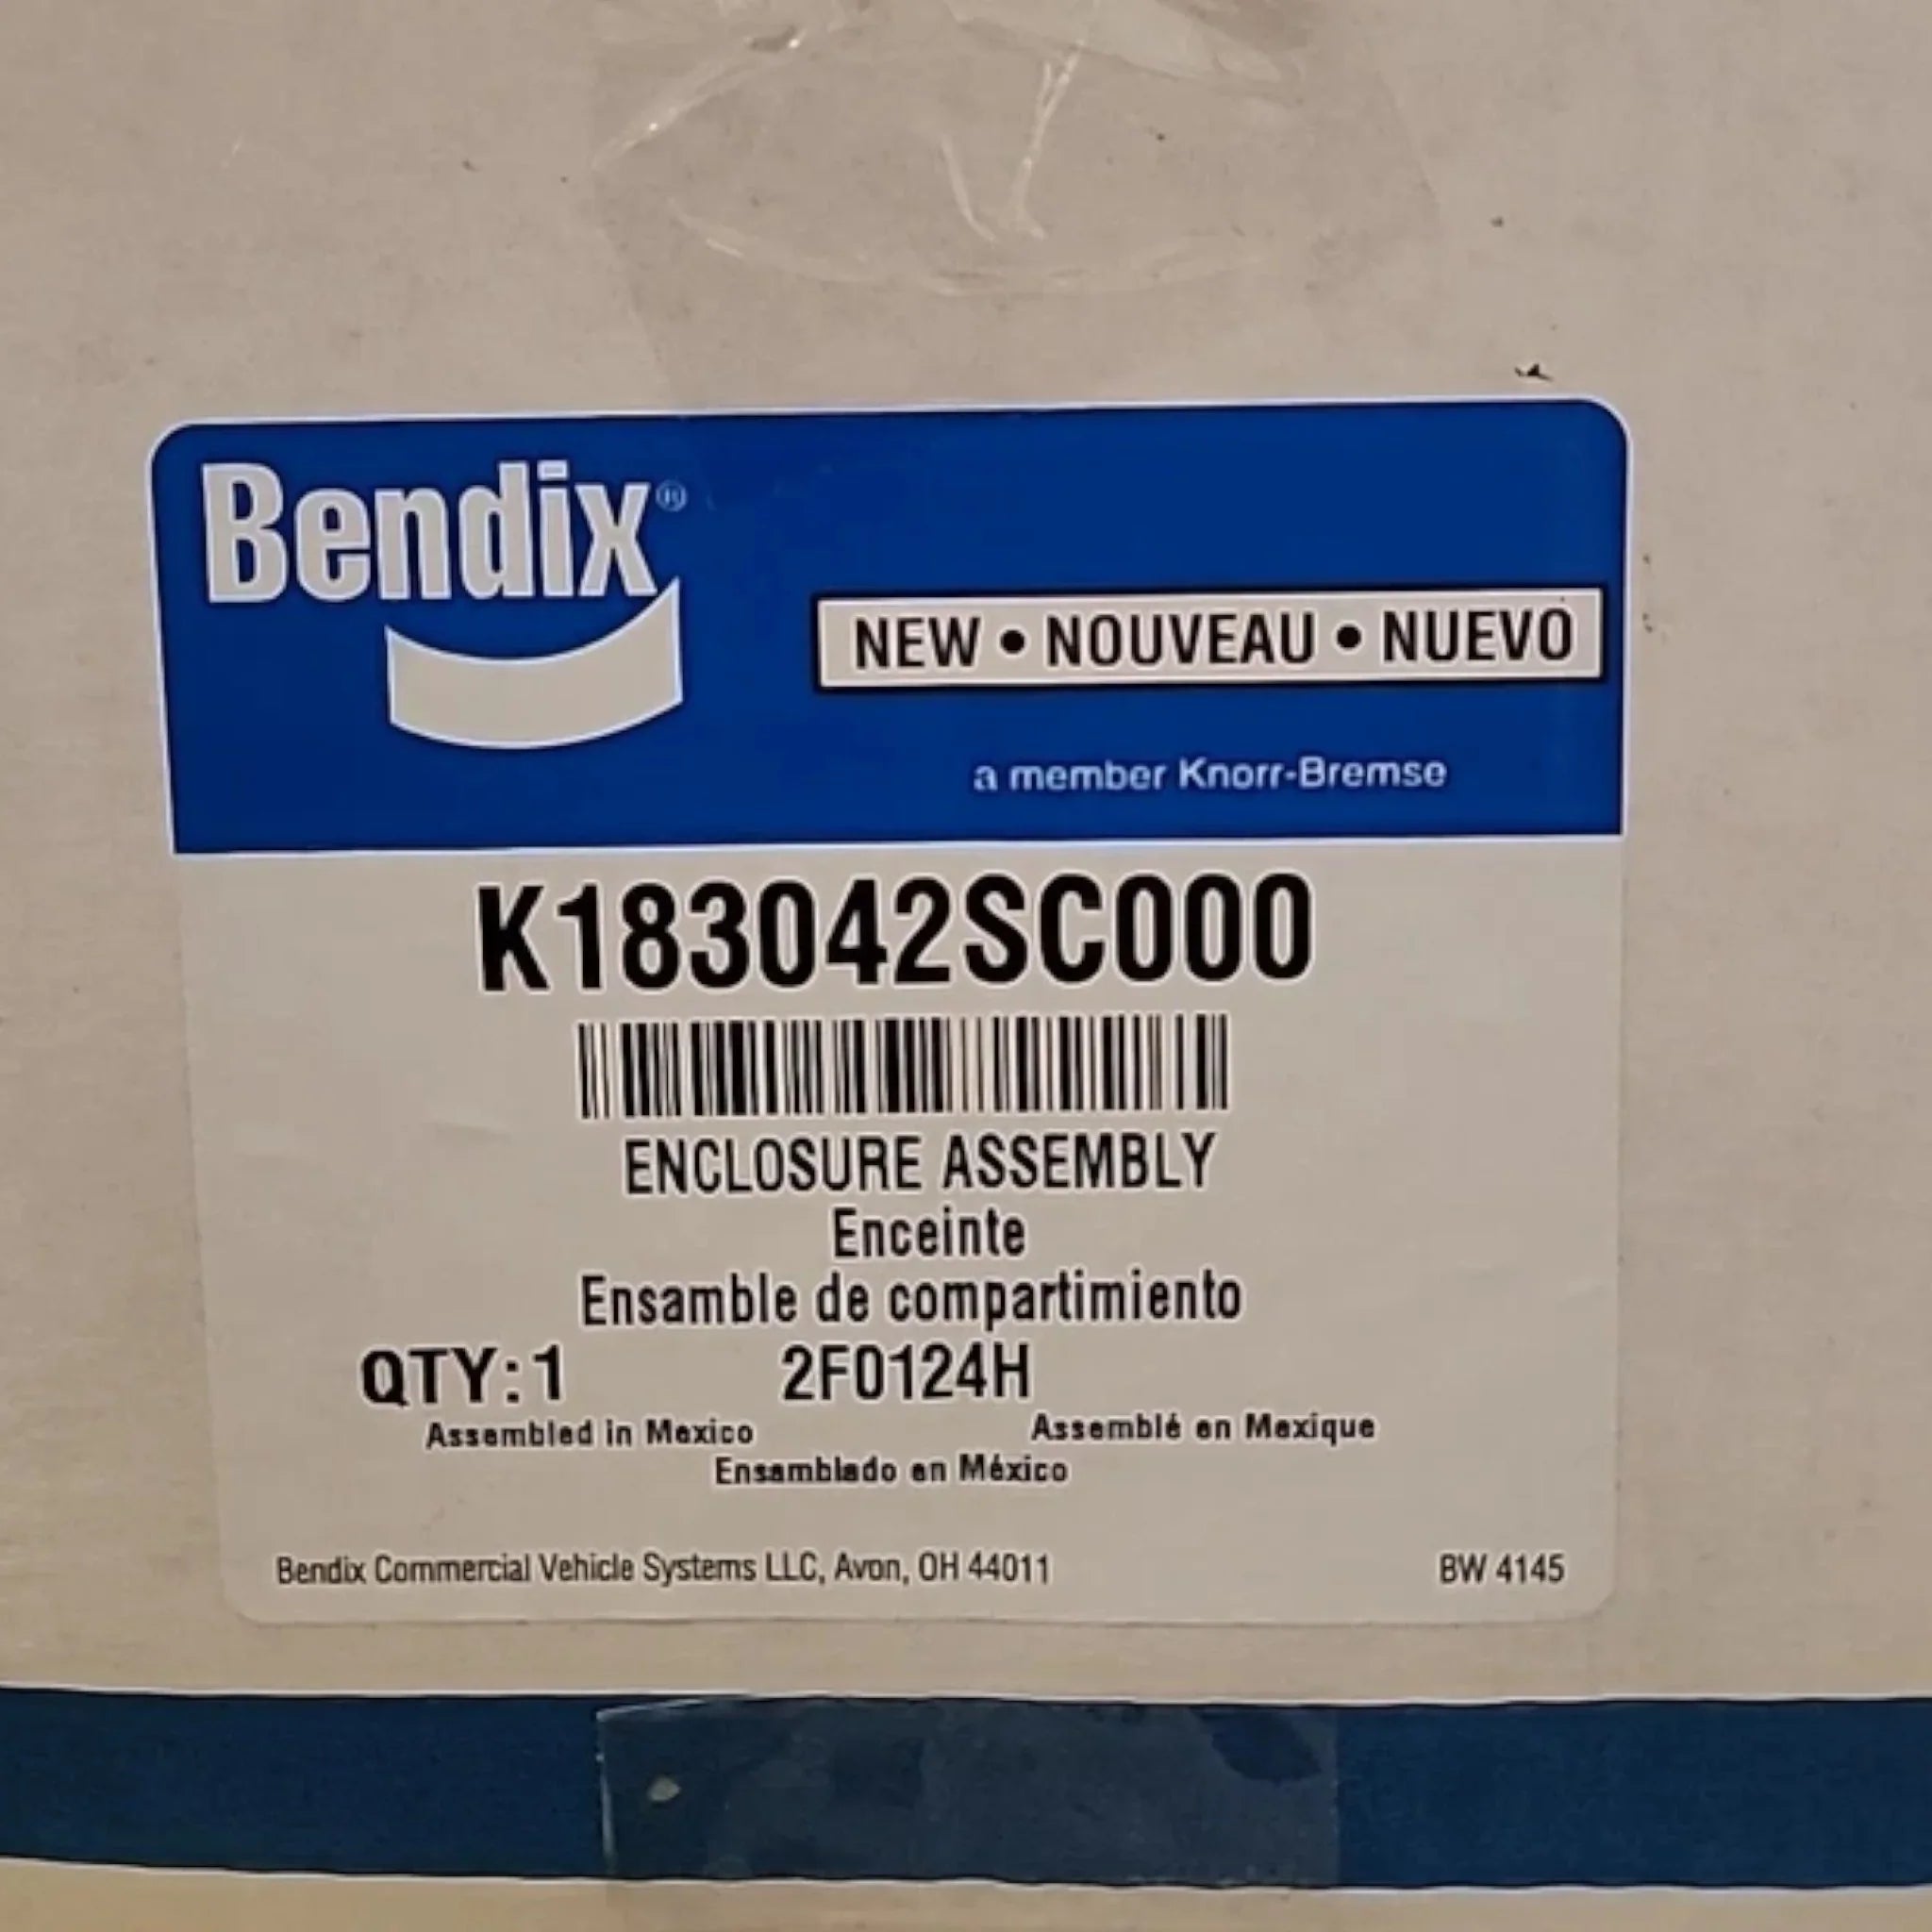 Bendix®
NEW • NOUVEAU • NUEVO
a member Knorr-Bremse
K183042SC000
ENCLOSURE ASSEMBLY
Enceinte
Ensamble de compartimiento
QTY:1 2F0124H
Assembled in Mexico Assemblé en Mexique
Ensamblado en México
Bendix Commercial Vehicle Systems LLC, Avon, OH 44011 BW 4145